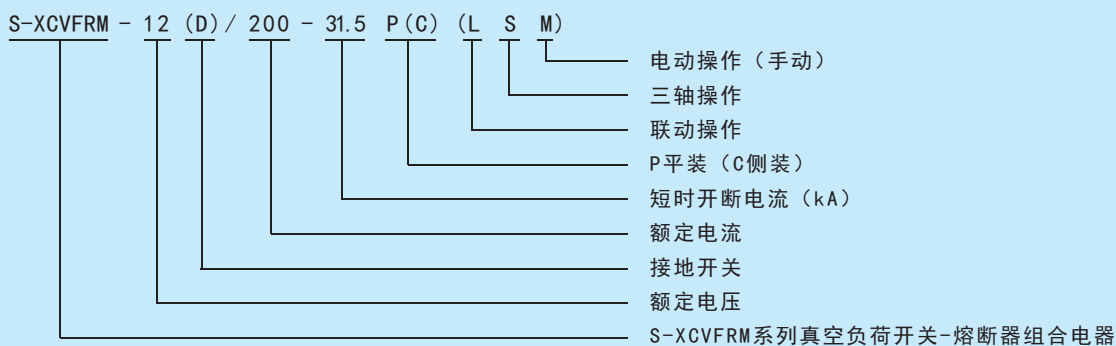 S-XCVFRM - 12 (D) / 200 - 31.5 P(C) (L S M)
电动操作（手动）
三轴操作
联动操作
P平装（C侧装）
短时开断电流（kA）
额定电流
接地开关
额定电压
S-XCVFRM系列真空负荷开关-熔断器组合电器